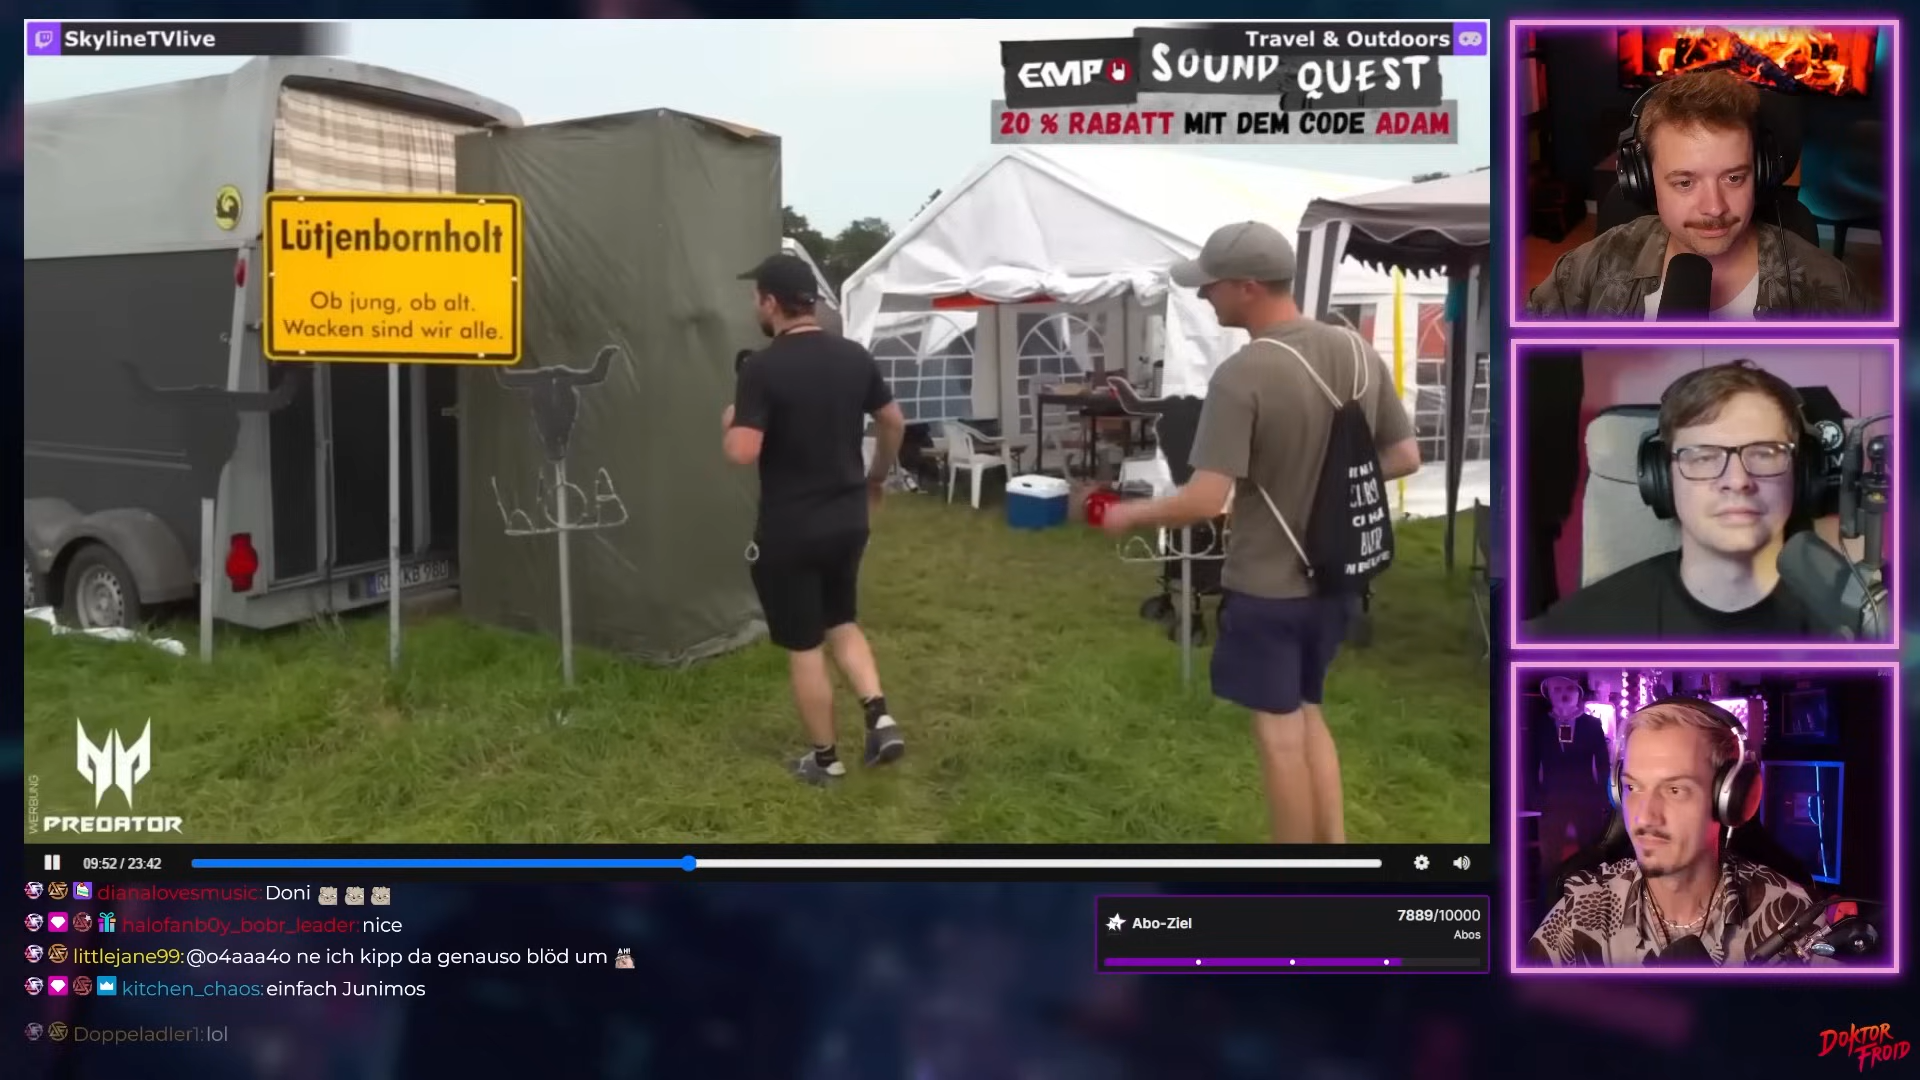 SkylineTVlive
Travel & Outdoors
EMP SOUND QUEST
20 % RABATT MIT DEM CODE ADAM
Lütjenbornholt
Ob jung, ob alt.
Wacken sind wir alle.
W:O:A
WERBUNG
PREDATOR
09:52 / 23:42
dianalovesmusic: Doni
halofanb0y_bobr_leader: nice
littlejane99: @o4aaa4o ne ich kipp da genauso blöd um
kitchen_chaos: einfach Junimos
Doppeladler1: lol
Abo-Ziel
7889/10000
Abos
DOKTOR
FROID